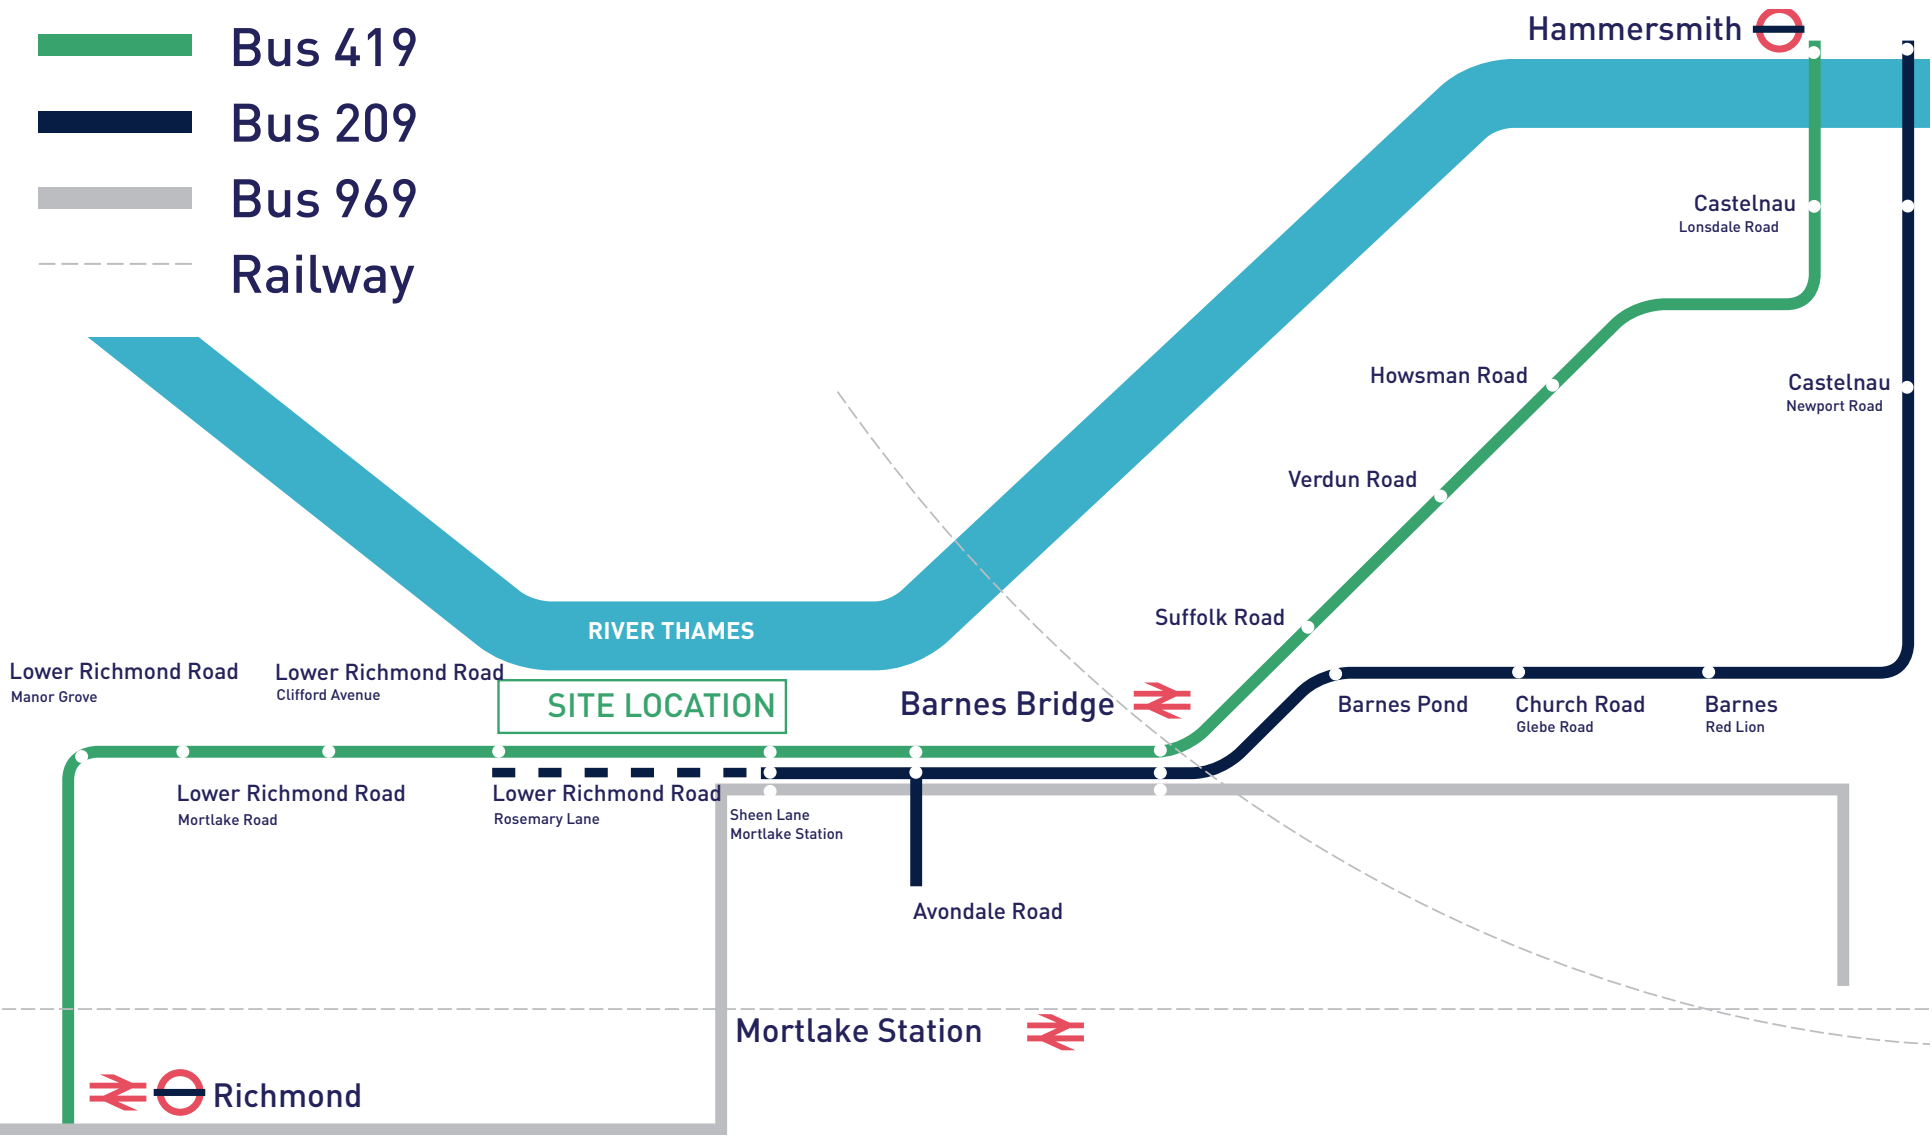 Bus 419
Bus 209
Bus 969
Railway
Hammersmith
Castelnau
Lonsdale Road
Howsman Road
Castelnau
Newport Road
Verdun Road
Suffolk Road
RIVER THAMES
Lower Richmond Road
Manor Grove
Lower Richmond Road
Clifford Avenue
SITE LOCATION
Barnes Bridge
Barnes Pond
Church Road
Glebe Road
Barnes
Red Lion
Lower Richmond Road
Mortlake Road
Lower Richmond Road
Rosemary Lane
Sheen Lane
Mortlake Station
Avondale Road
Mortlake Station
Richmond